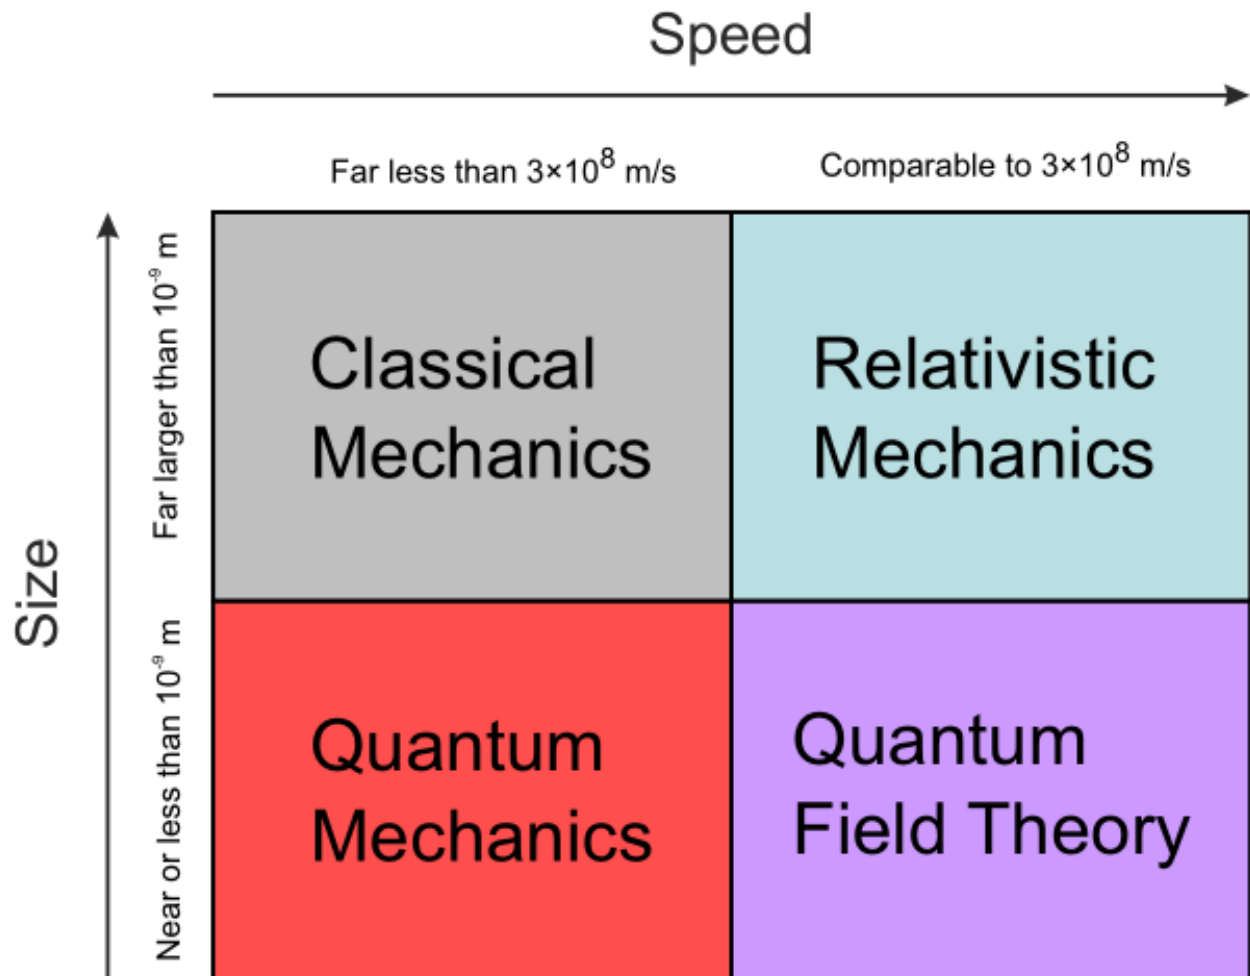 Speed
Far less than 3×10⁸ m/s
Comparable to 3×10⁸ m/s
Size
Far larger than 10⁻⁹ m
Classical
Mechanics
Relativistic
Mechanics
Near or less than 10⁻⁹ m
Quantum
Mechanics
Quantum
Field Theory